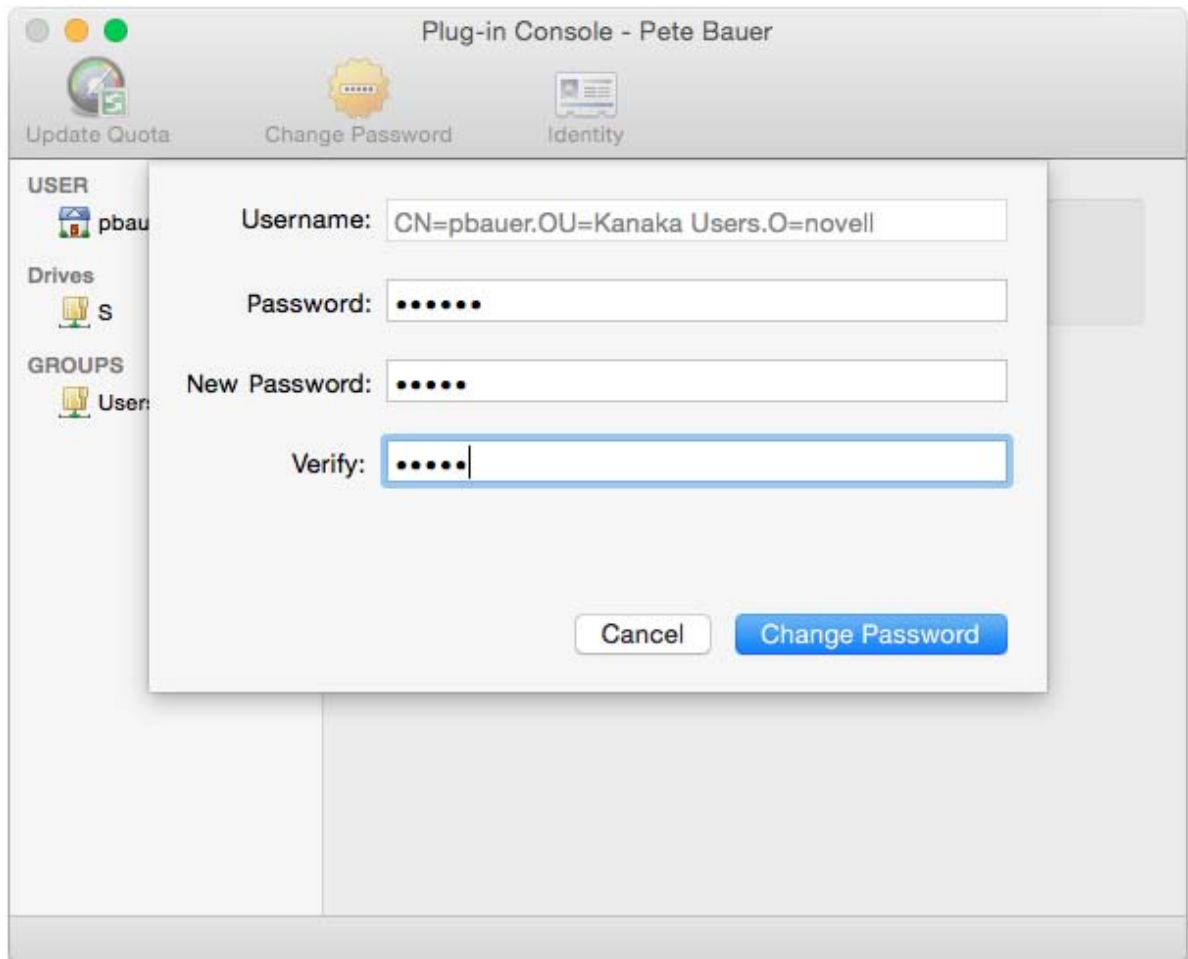 Plug-in Console - Pete Bauer
Update Quota
Change Password
Identity
USER
pbau
Drives
S
GROUPS
Users
Username: CN=pbauer.OU=Kanaka Users.O=novell
Password: ••••••
New Password: •••••
Verify: •••••
Cancel
Change Password